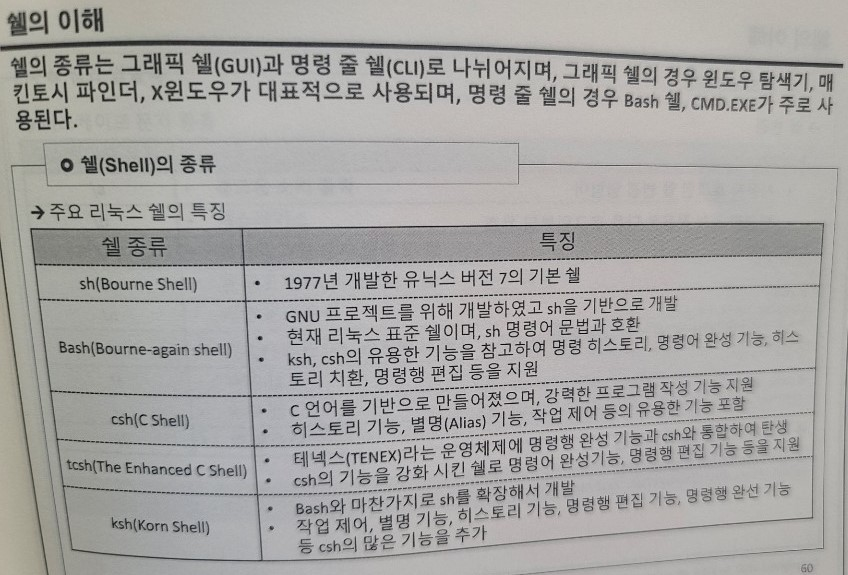 쉘의 이해
쉘의 종류는 그래픽 쉘(GUI)과 명령 줄 쉘(CLI)로 나뉘어지며, 그래픽 쉘의 경우 윈도우 탐색기, 매
킨토시 파인더, X윈도우가 대표적으로 사용되며, 명령 줄 쉘의 경우 Bash 쉘, CMD.EXE가 주로 사
용된다.
쉘(Shell)의 종류
→ 주요 리눅스 쉘의 특징
쉘 종류
특징
sh(Bourne Shell)
• 1977년 개발한 유닉스 버전 7의 기본 쉘
Bash(Bourne-again shell)
• GNU 프로젝트를 위해 개발하였고 sh을 기반으로 개발
• 현재 리눅스 표준 쉘이며, sh 명령어 문법과 호환
• ksh, csh의 유용한 기능을 참고하여 명령 히스토리, 명령어 완성 기능, 히스
토리 치환, 명령행 편집 등을 지원
csh(C Shell)
• C 언어를 기반으로 만들어졌으며, 강력한 프로그램 작성 기능 지원
• 히스토리 기능, 별명(Alias) 기능, 작업 제어 등의 유용한 기능 포함
tcsh(The Enhanced C Shell)
• 테넥스(TENEX)라는 운영체제에 명령행 완성 기능과 csh와 통합하여 탄생
• csh의 기능을 강화 시킨 쉘로 명령어 완성기능, 명령행 편집 기능 등을 지원
ksh(Korn Shell)
• Bash와 마찬가지로 sh를 확장해서 개발
• 작업 제어, 별명 기능, 히스토리 기능, 명령행 편집 기능, 명령행 완선 기능
등 csh의 많은 기능을 추가
60